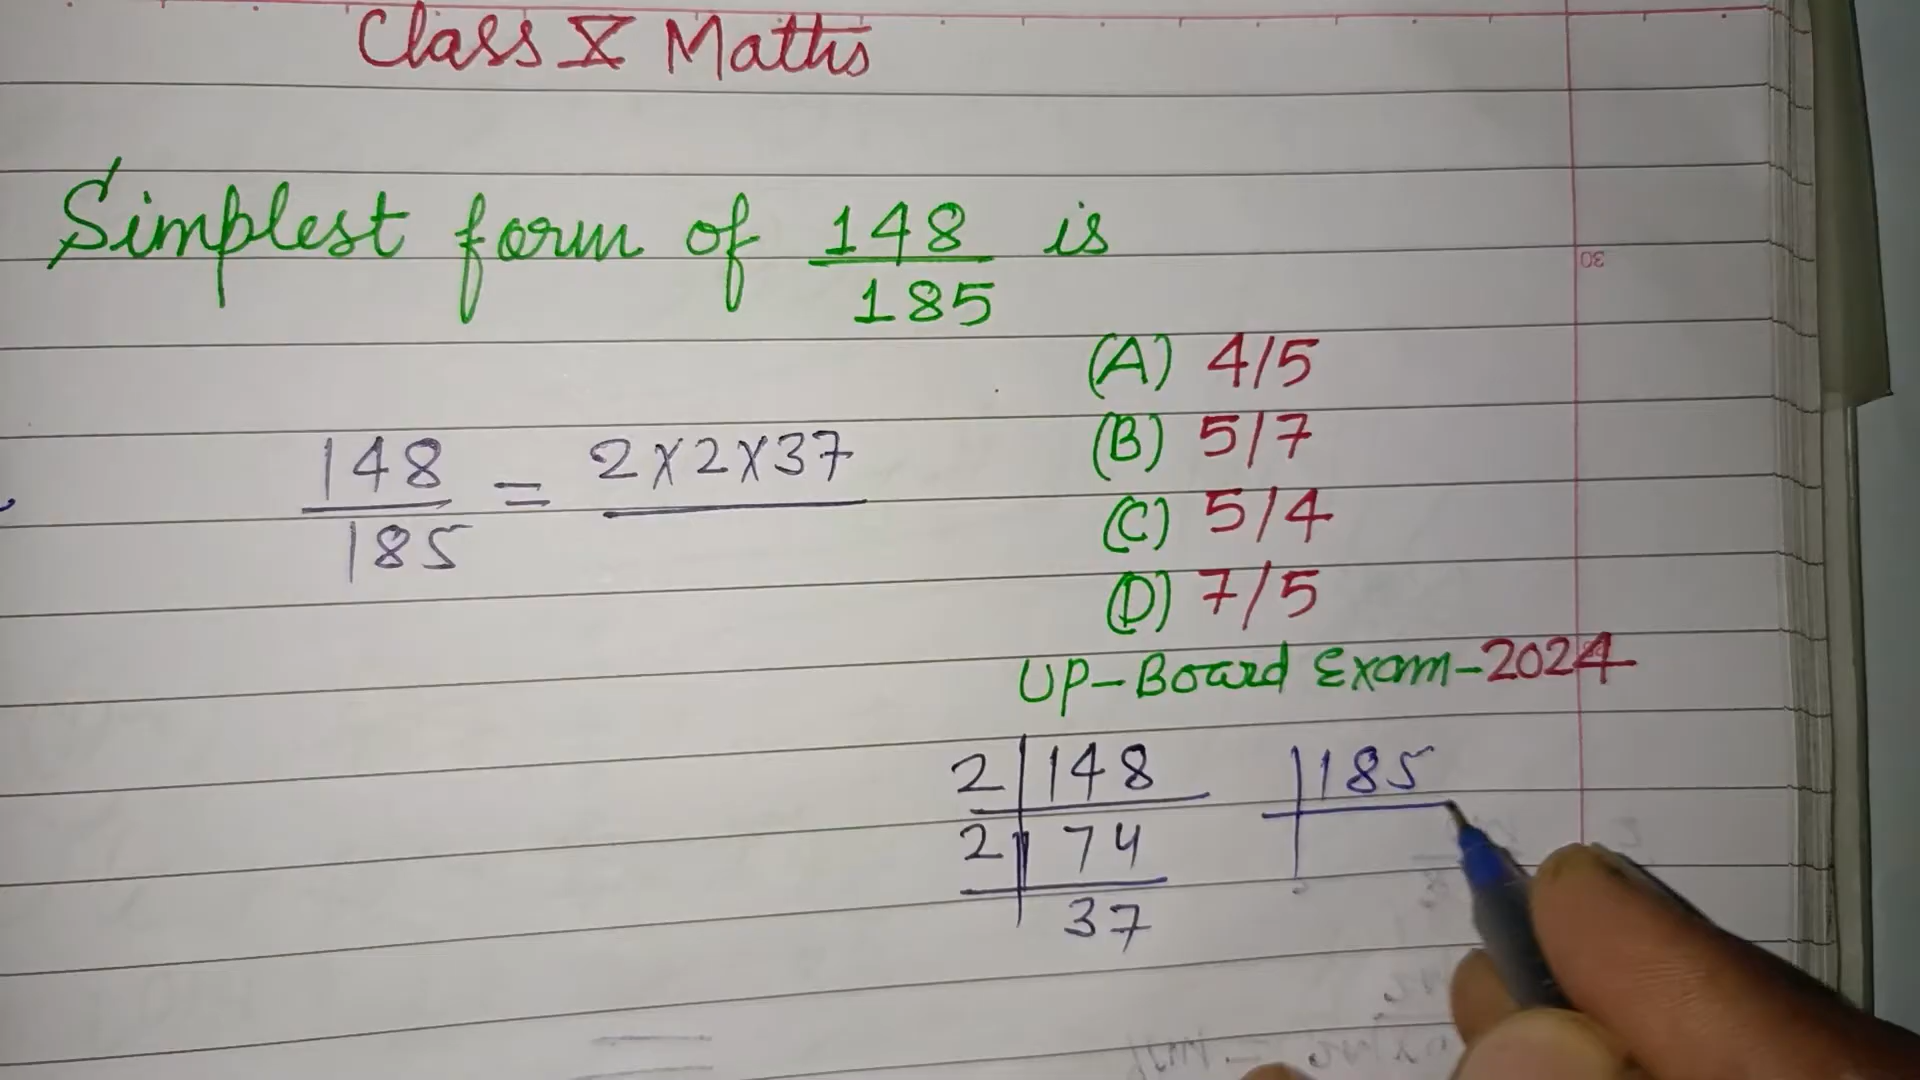 Class X Maths
Simplest form of 148/185 is
(A) 4/5
(B) 5/7
(C) 5/4
(D) 7/5
148/185 = 2×2×37
UP-Board Exam-2024
2 148 185
2 74
37
30